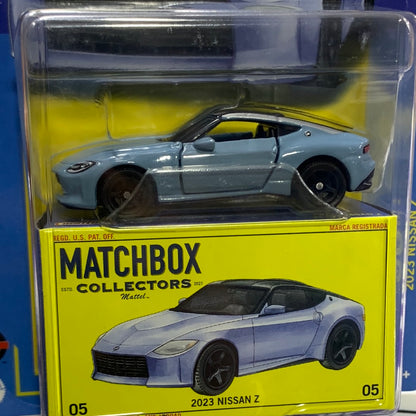 REGD. U.S. PAT. OFF. MARCA REGISTRADA
MATCHBOX
COLLECTORS
Mattel
05 2023 NISSAN Z 05
2023 NISSAN Z